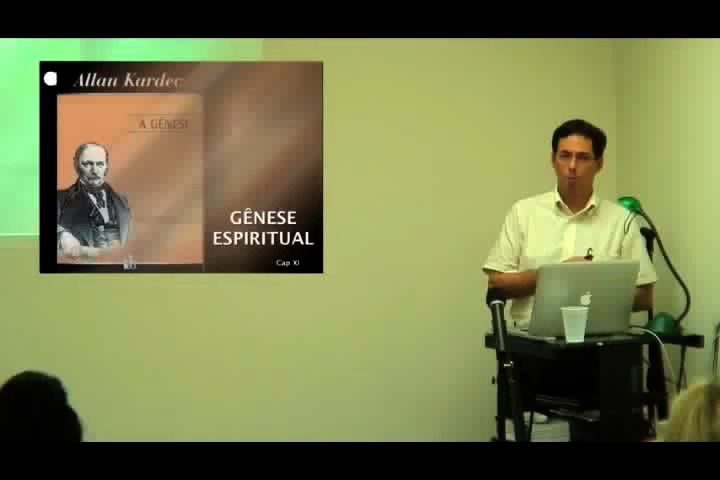 Allan Kardec
A GÊNESE
GÊNESE
ESPIRITUAL
Cap XI